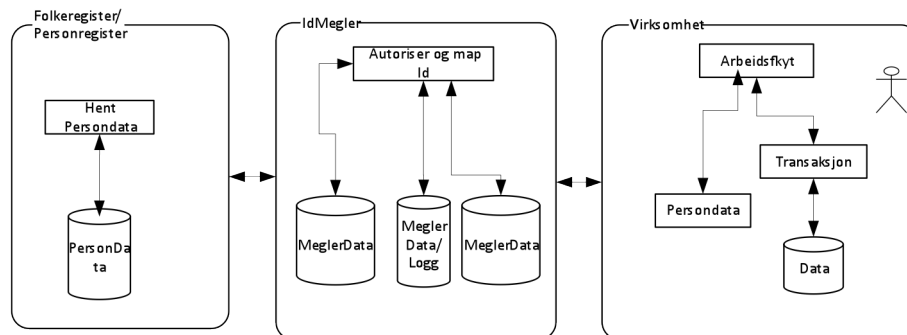 Folkeregister/
Personregister
Hent
Persondata
PersonDa
ta
IdMegler
Autoriser og map
Id
MeglerData
Megler
Data/
Logg
MeglerData
Virksomhet
Arbeidsfkyt
Transaksjon
Persondata
Data